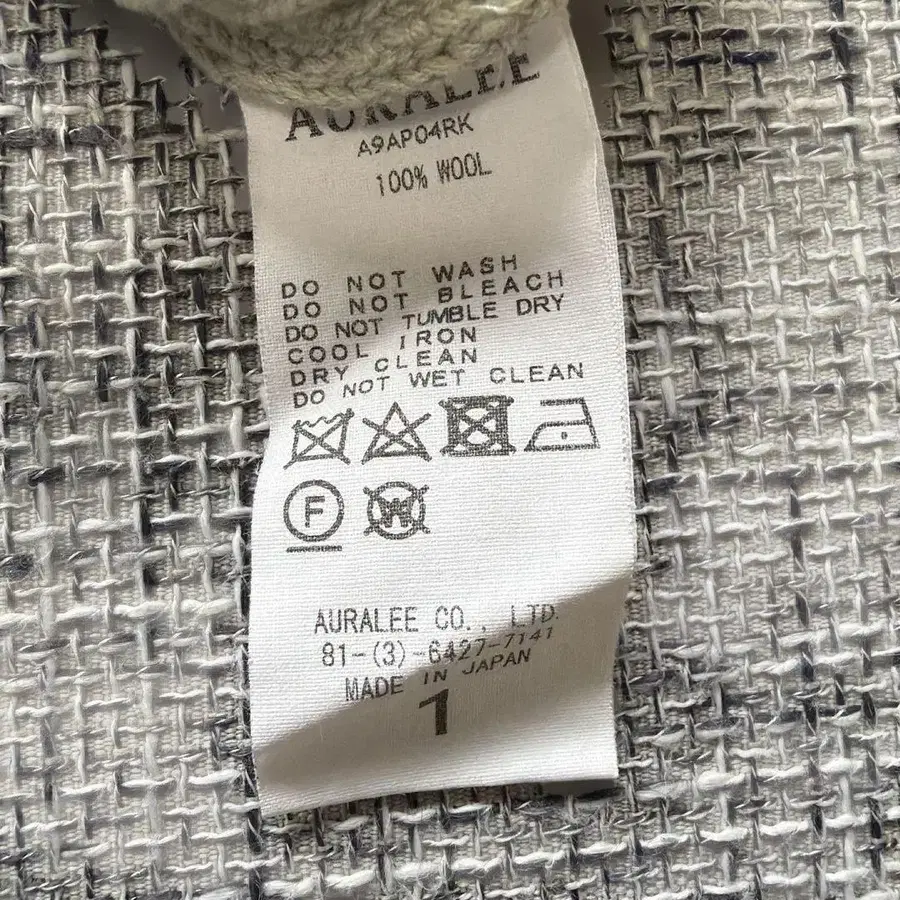 AURALEE
A9AP04RK
100% WOOL
DO NOT WASH
DO NOT BLEACH
DO NOT TUMBLE DRY
COOL IRON
DRY CLEAN
DO NOT WET CLEAN
F W
AURALEE CO., LTD.
81-(3)-6427-7141
MADE IN JAPAN
1